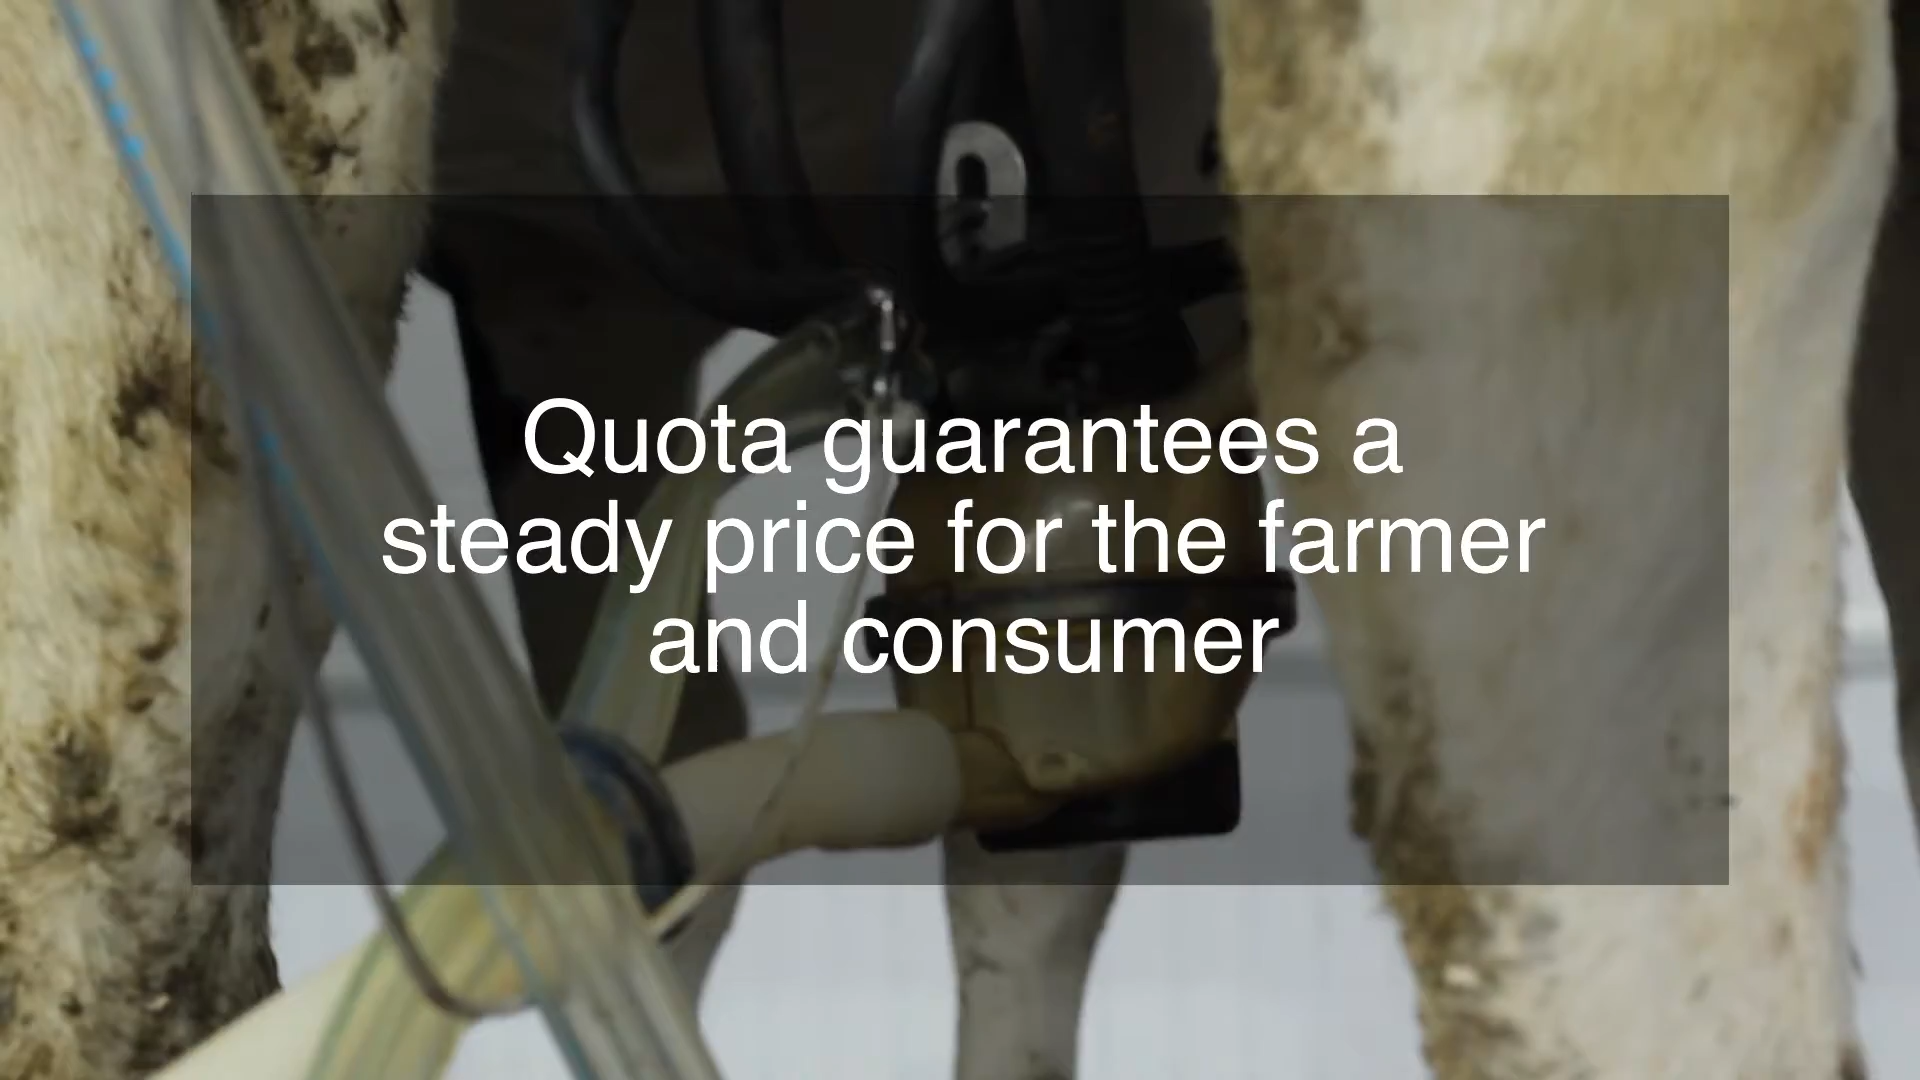 Quota guarantees a
steady price for the farmer
and consumer